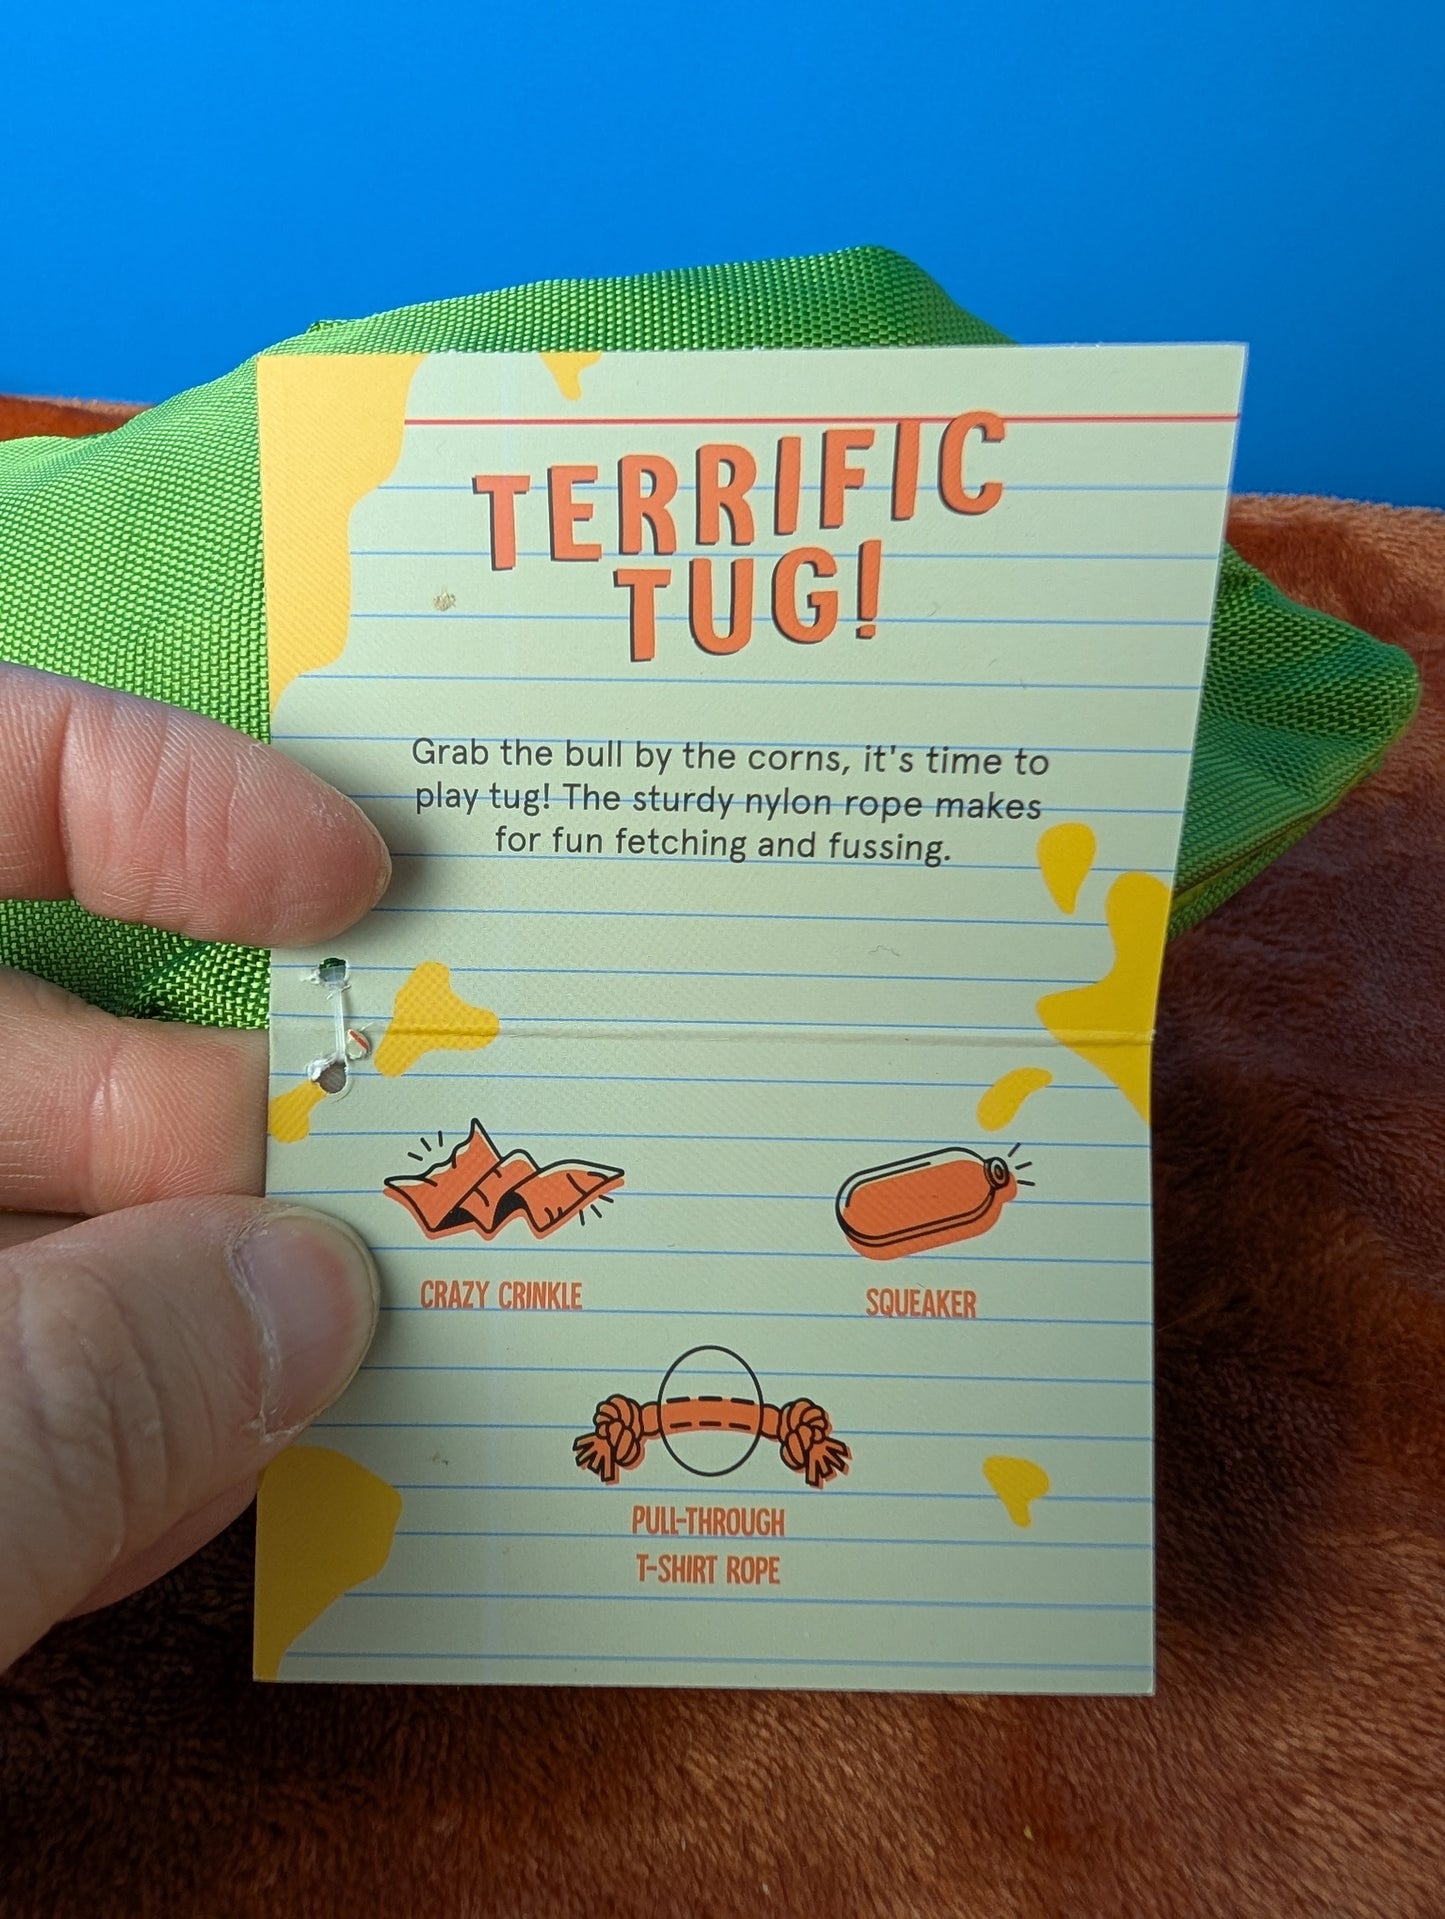 TERRIFIC
TUG!
Grab the bull by the corns, it's time to
play tug! The sturdy nylon rope makes
for fun fetching and fussing.
CRAZY CRINKLE
SQUEAKER
PULL-THROUGH
T-SHIRT ROPE